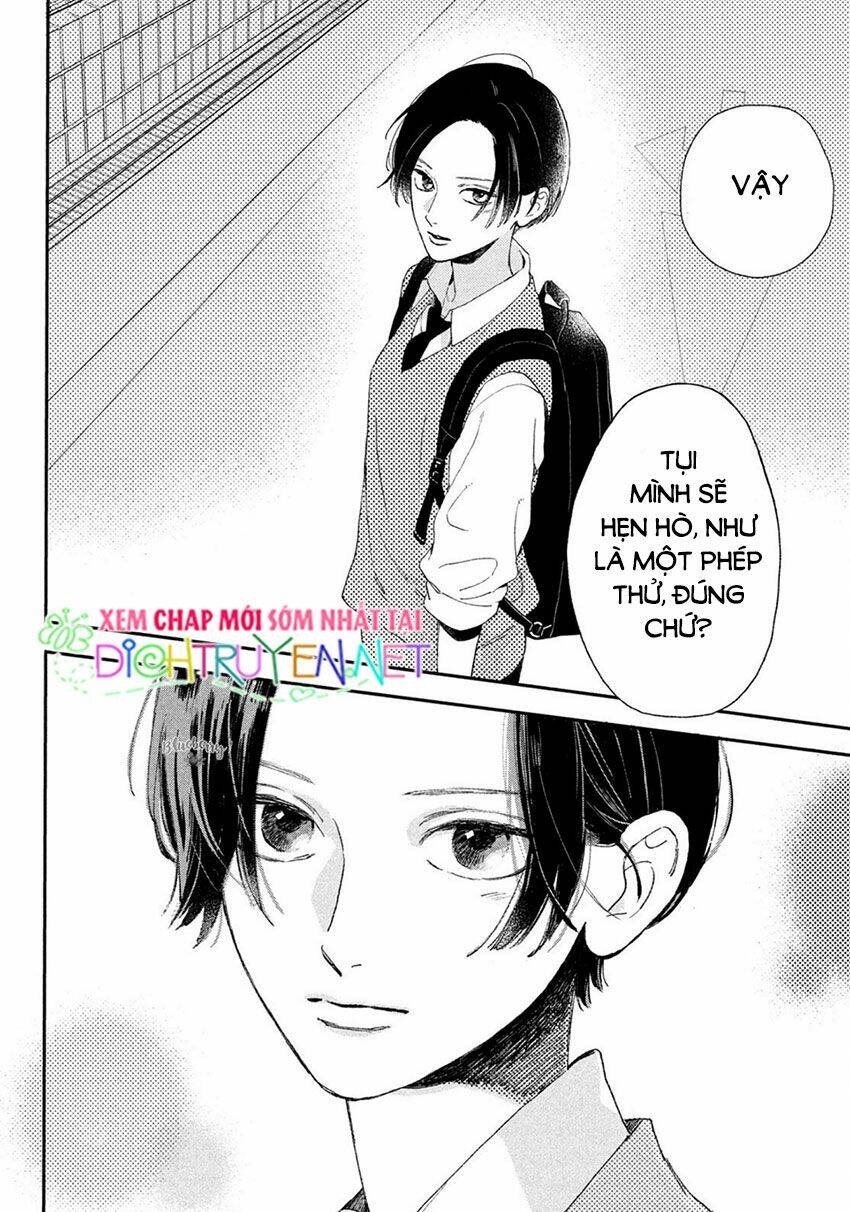 VẬY
TỤI
MÌNH SẼ
HẸN HÒ, NHƯ
LÀ MỘT PHÉP
THỬ, ĐÚNG
CHỨ?
XEM CHAP MỚI SỚM NHẤT TẠI
DICHTRUYEN.NET
Blueberry